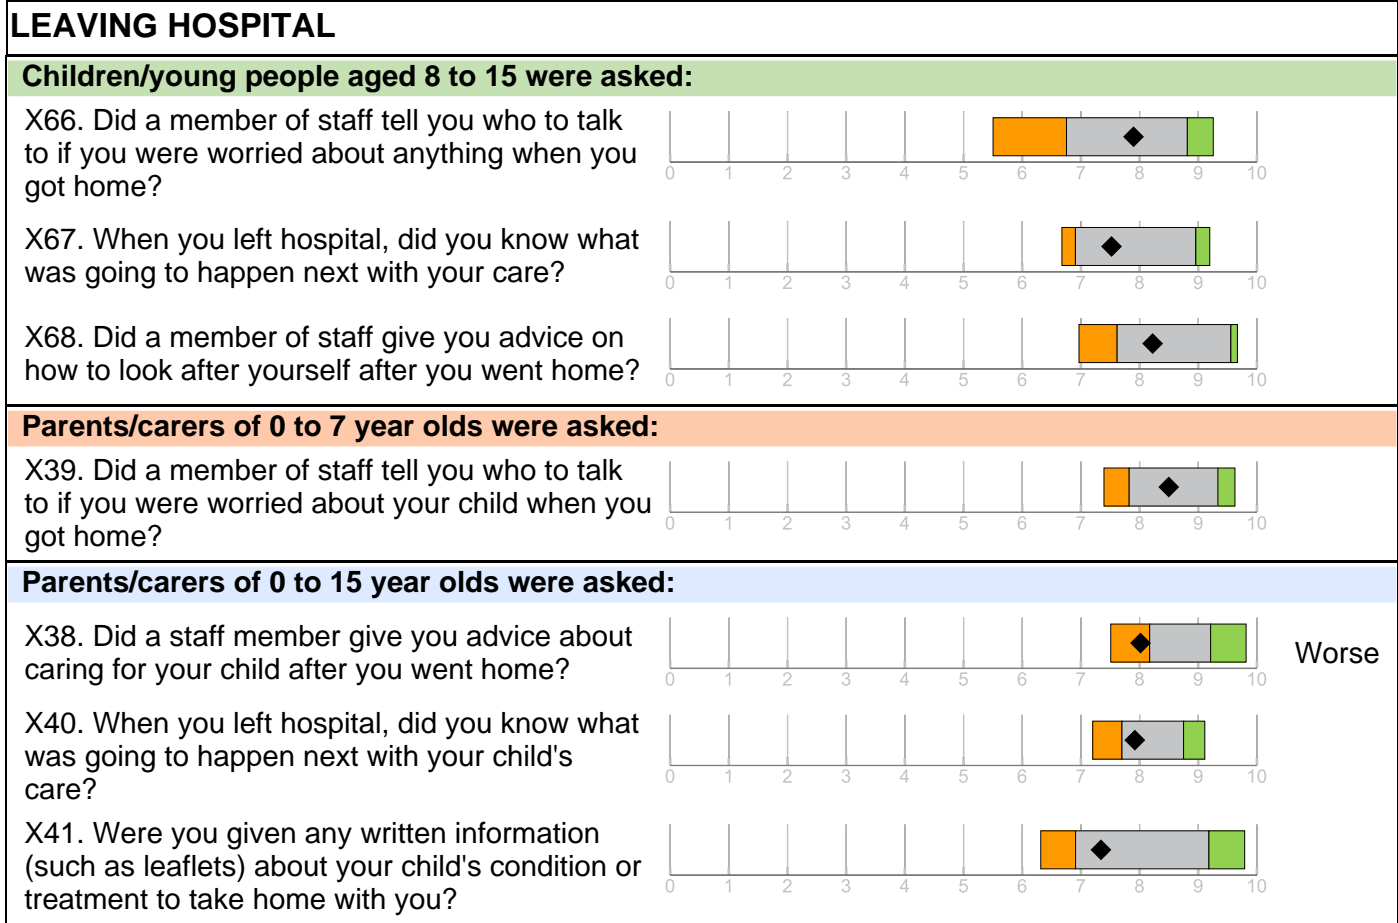 LEAVING HOSPITAL
Children/young people aged 8 to 15 were asked:
X66. Did a member of staff tell you who to talk
to if you were worried about anything when you
got home?
0 1 2 3 4 5 6 7 8 9 10
X67. When you left hospital, did you know what
was going to happen next with your care?
0 1 2 3 4 5 6 7 8 9 10
X68. Did a member of staff give you advice on
how to look after yourself after you went home?
0 1 2 3 4 5 6 7 8 9 10
Parents/carers of 0 to 7 year olds were asked:
X39. Did a member of staff tell you who to talk
to if you were worried about your child when you
got home?
0 1 2 3 4 5 6 7 8 9 10
Parents/carers of 0 to 15 year olds were asked:
X38. Did a staff member give you advice about
caring for your child after you went home?
0 1 2 3 4 5 6 7 8 9 10
Worse
X40. When you left hospital, did you know what
was going to happen next with your child's
care?
0 1 2 3 4 5 6 7 8 9 10
X41. Were you given any written information
(such as leaflets) about your child's condition or
treatment to take home with you?
0 1 2 3 4 5 6 7 8 9 10